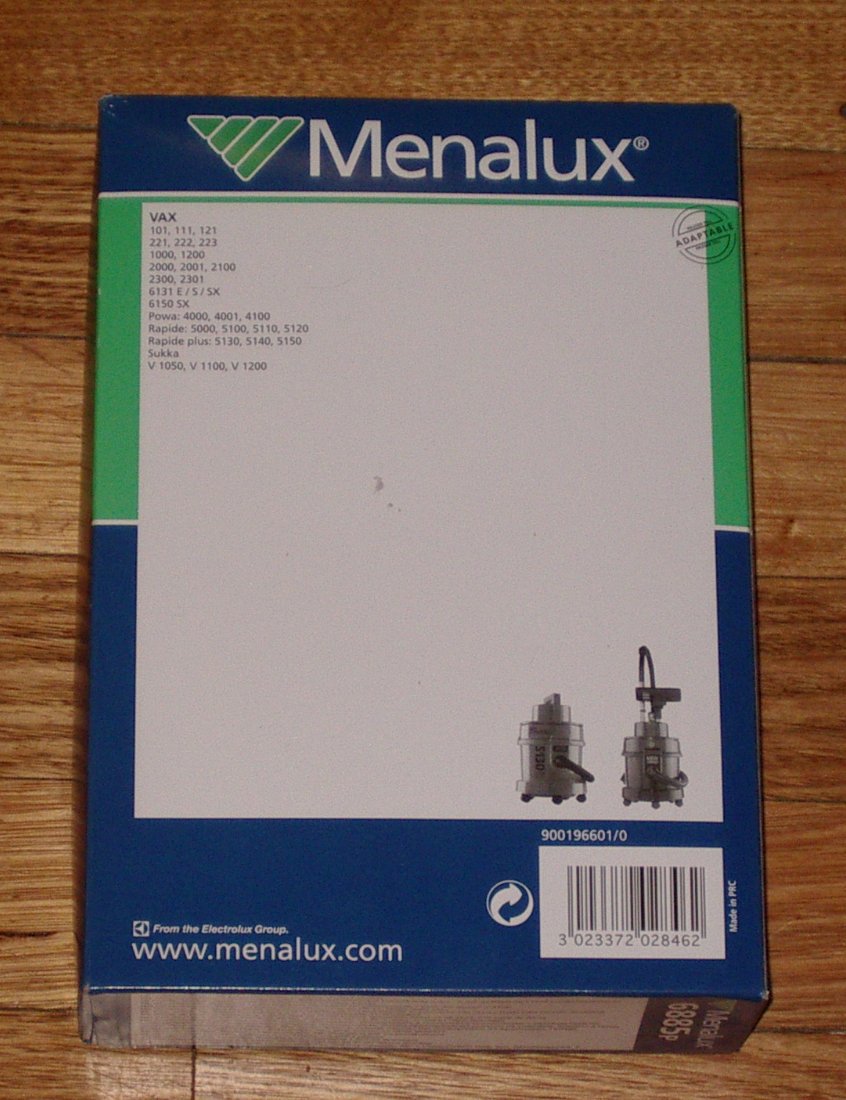 Menalux®
VAX
101, 111, 121
221, 222, 223
1000, 1200
2000, 2001, 2100
2300, 2301
6131 E / S / SX
6150 SX
Powa: 4000, 4001, 4100
Rapide: 5000, 5100, 5110, 5120
Rapide plus: 5130, 5140, 5150
Sukka
V 1050, V 1100, V 1200
ADAPTABLE
5130
900196601/0
3 023372 028462
Made in PRC
From the Electrolux Group.
www.menalux.com
Menalux
6885P